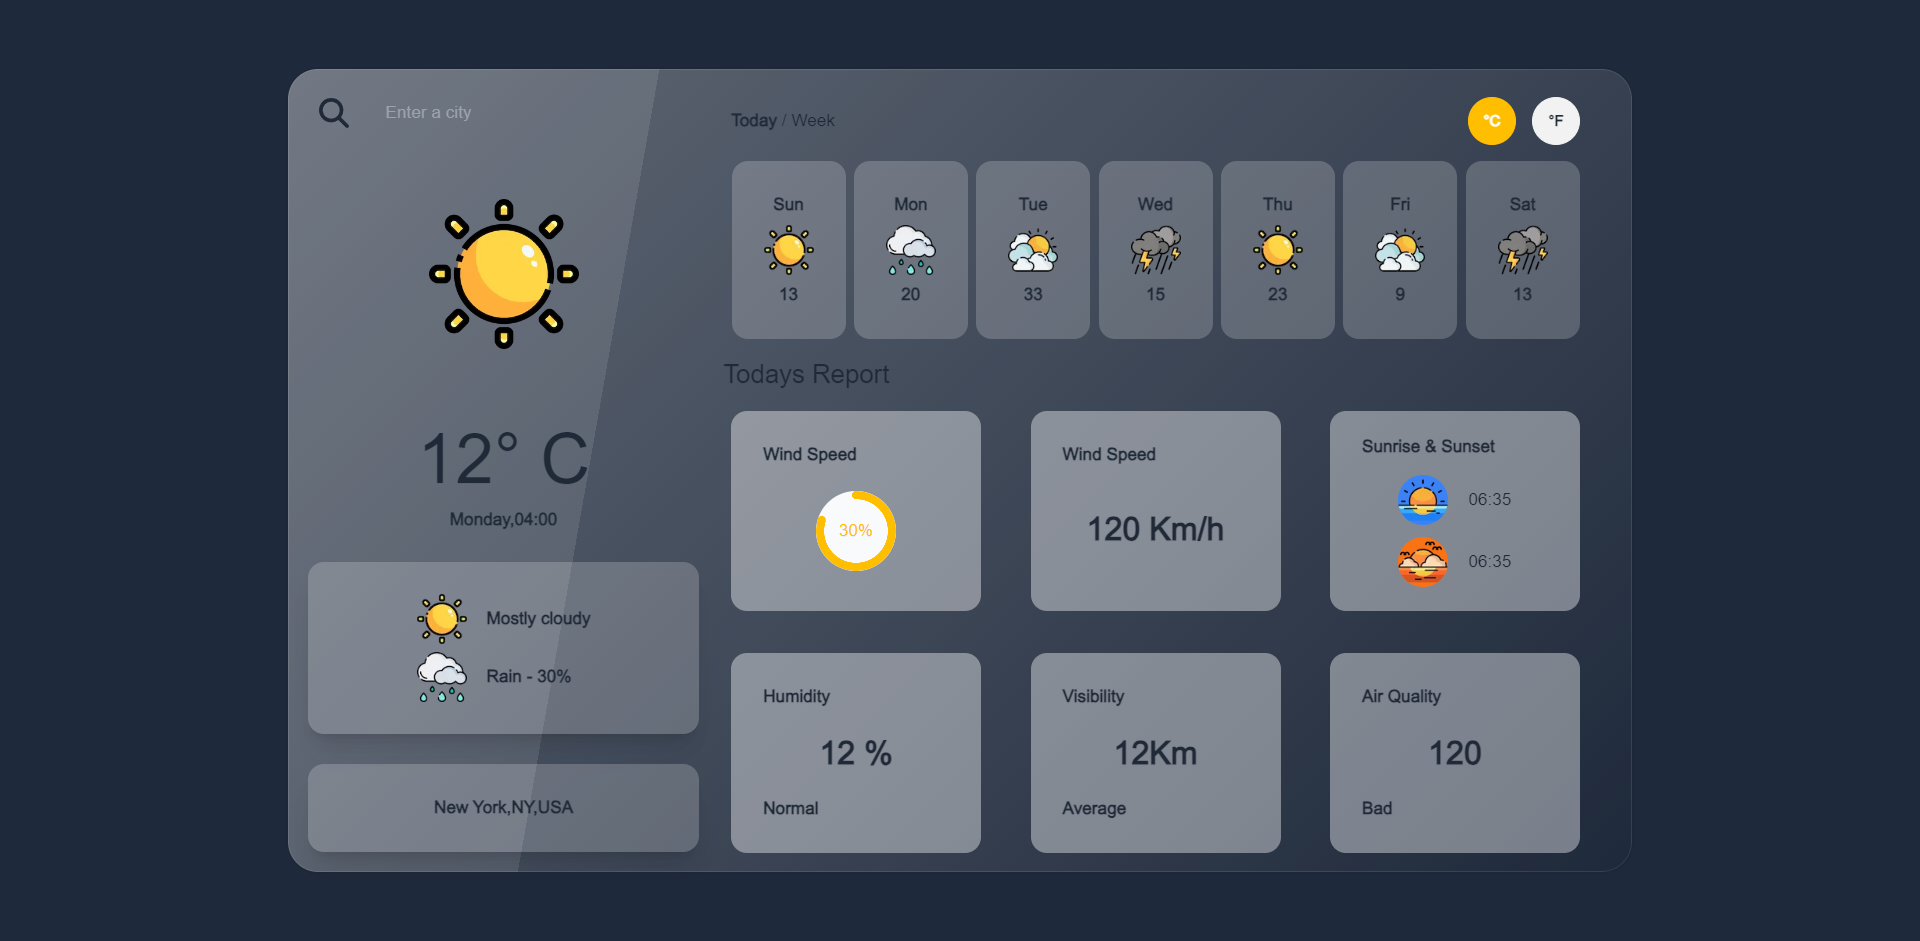 Enter a city
12° C
Monday,04:00
Mostly cloudy
Rain - 30%
New York,NY,USA
Today / Week
°C
°F
Sun
13
Mon
20
Tue
33
Wed
15
Thu
23
Fri
9
Sat
13
Todays Report
Wind Speed
30%
Wind Speed
120 Km/h
Sunrise & Sunset
06:35
06:35
Humidity
12 %
Normal
Visibility
12Km
Average
Air Quality
120
Bad